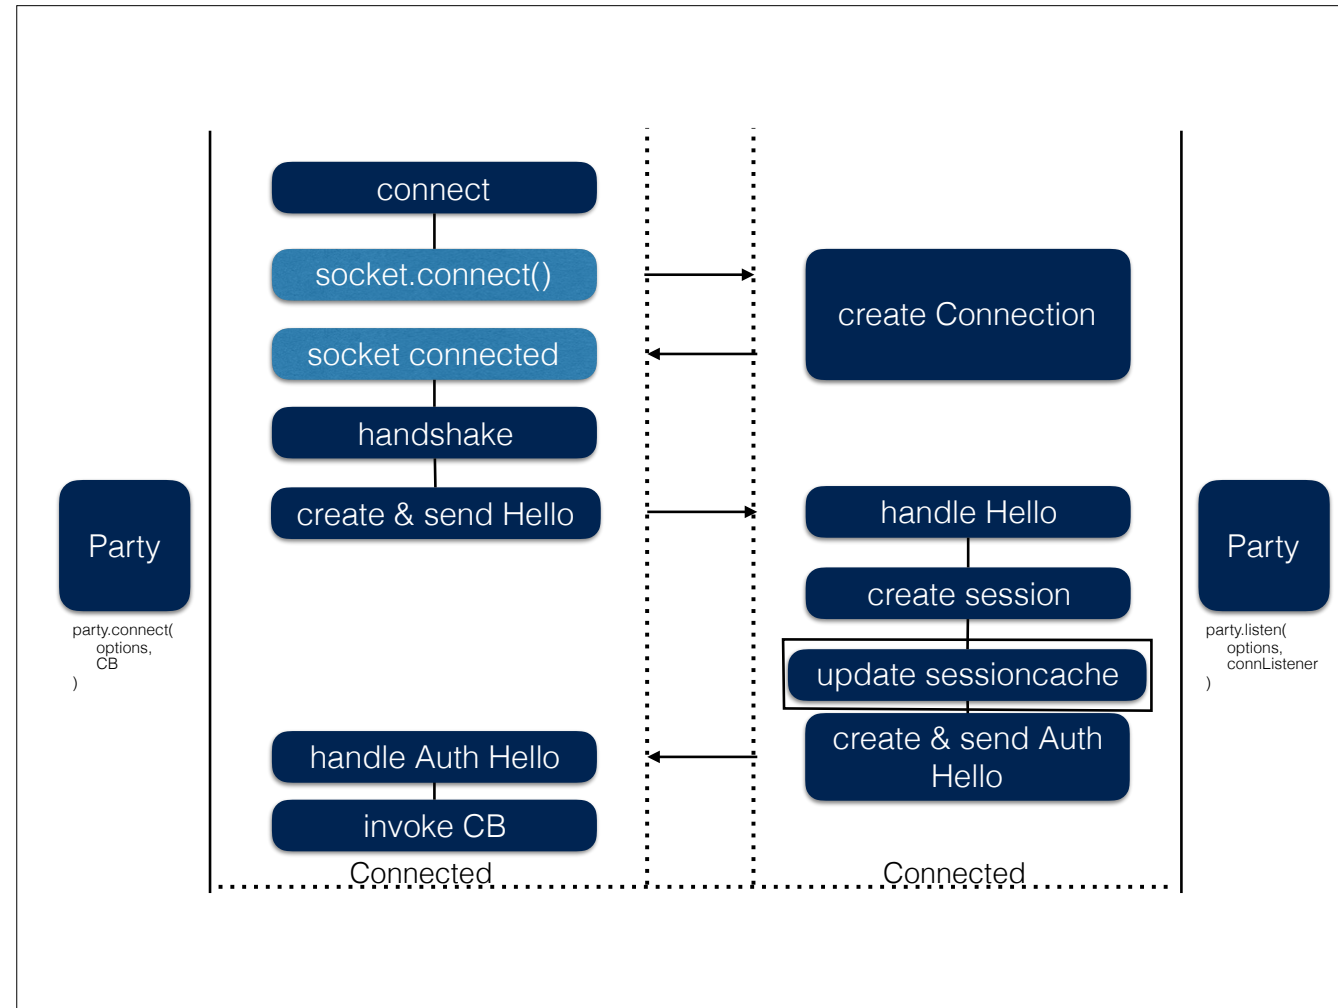 connect
socket.connect()
create Connection
socket connected
handshake
create & send Hello
handle Hello
Party
party.connect(
options,
CB
)
Party
party.listen(
options,
connListener
)
create session
update sessioncache
create & send Auth
Hello
handle Auth Hello
invoke CB
Connected
Connected